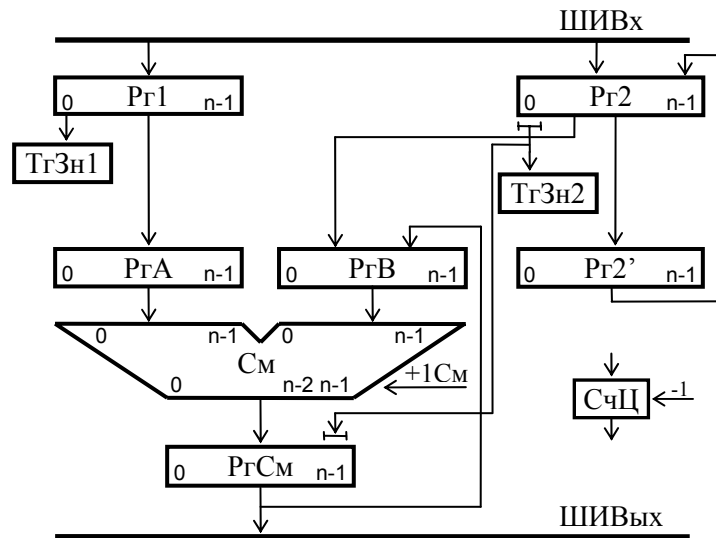 ШИВх
Рг1
0 n-1
Рг2
0 n-1
ТгЗн1
ТгЗн2
РгА
0 n-1
РгВ
0 n-1
Рг2’
0 n-1
0 n-1 0 n-1
См
0 n-2 n-1
+1См
СчЦ
-1
РгСм
0 n-1
ШИВых